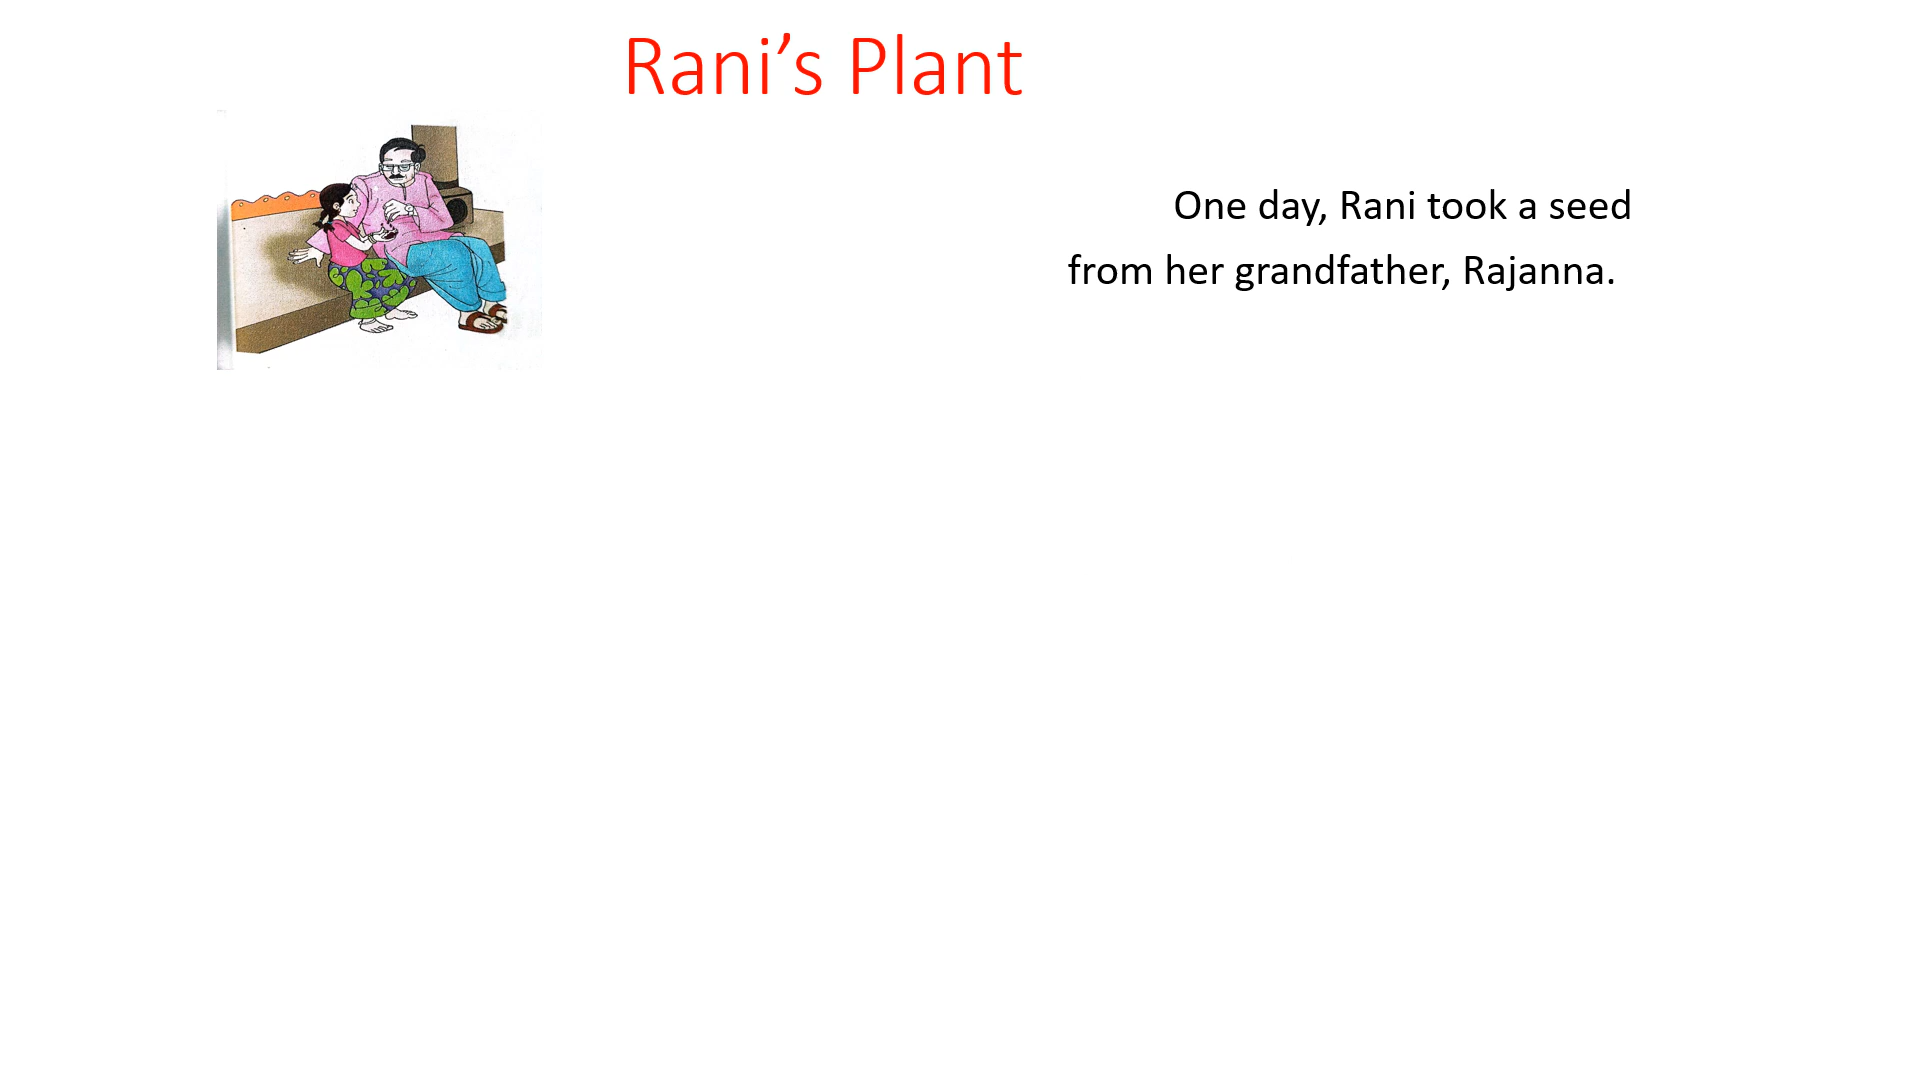 Rani’s Plant
One day, Rani took a seed
from her grandfather, Rajanna.